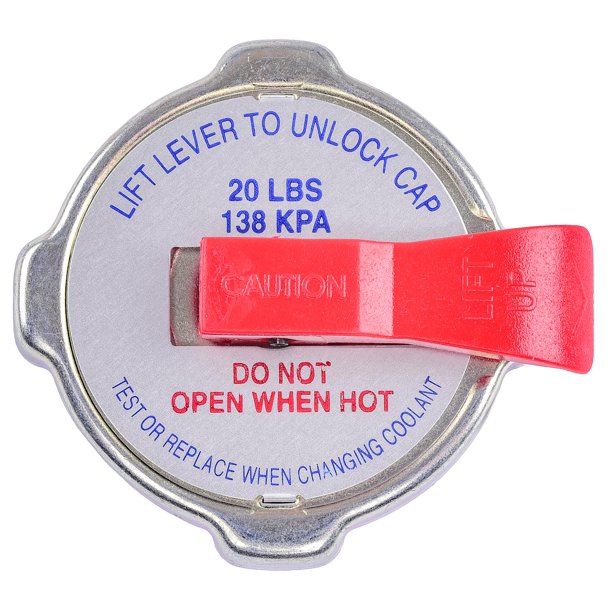 LIFT LEVER TO UNLOCK CAP
20 LBS
138 KPA
CAUTION
LIFT
UP
DO NOT
OPEN WHEN HOT
TEST OR REPLACE WHEN CHANGING COOLANT